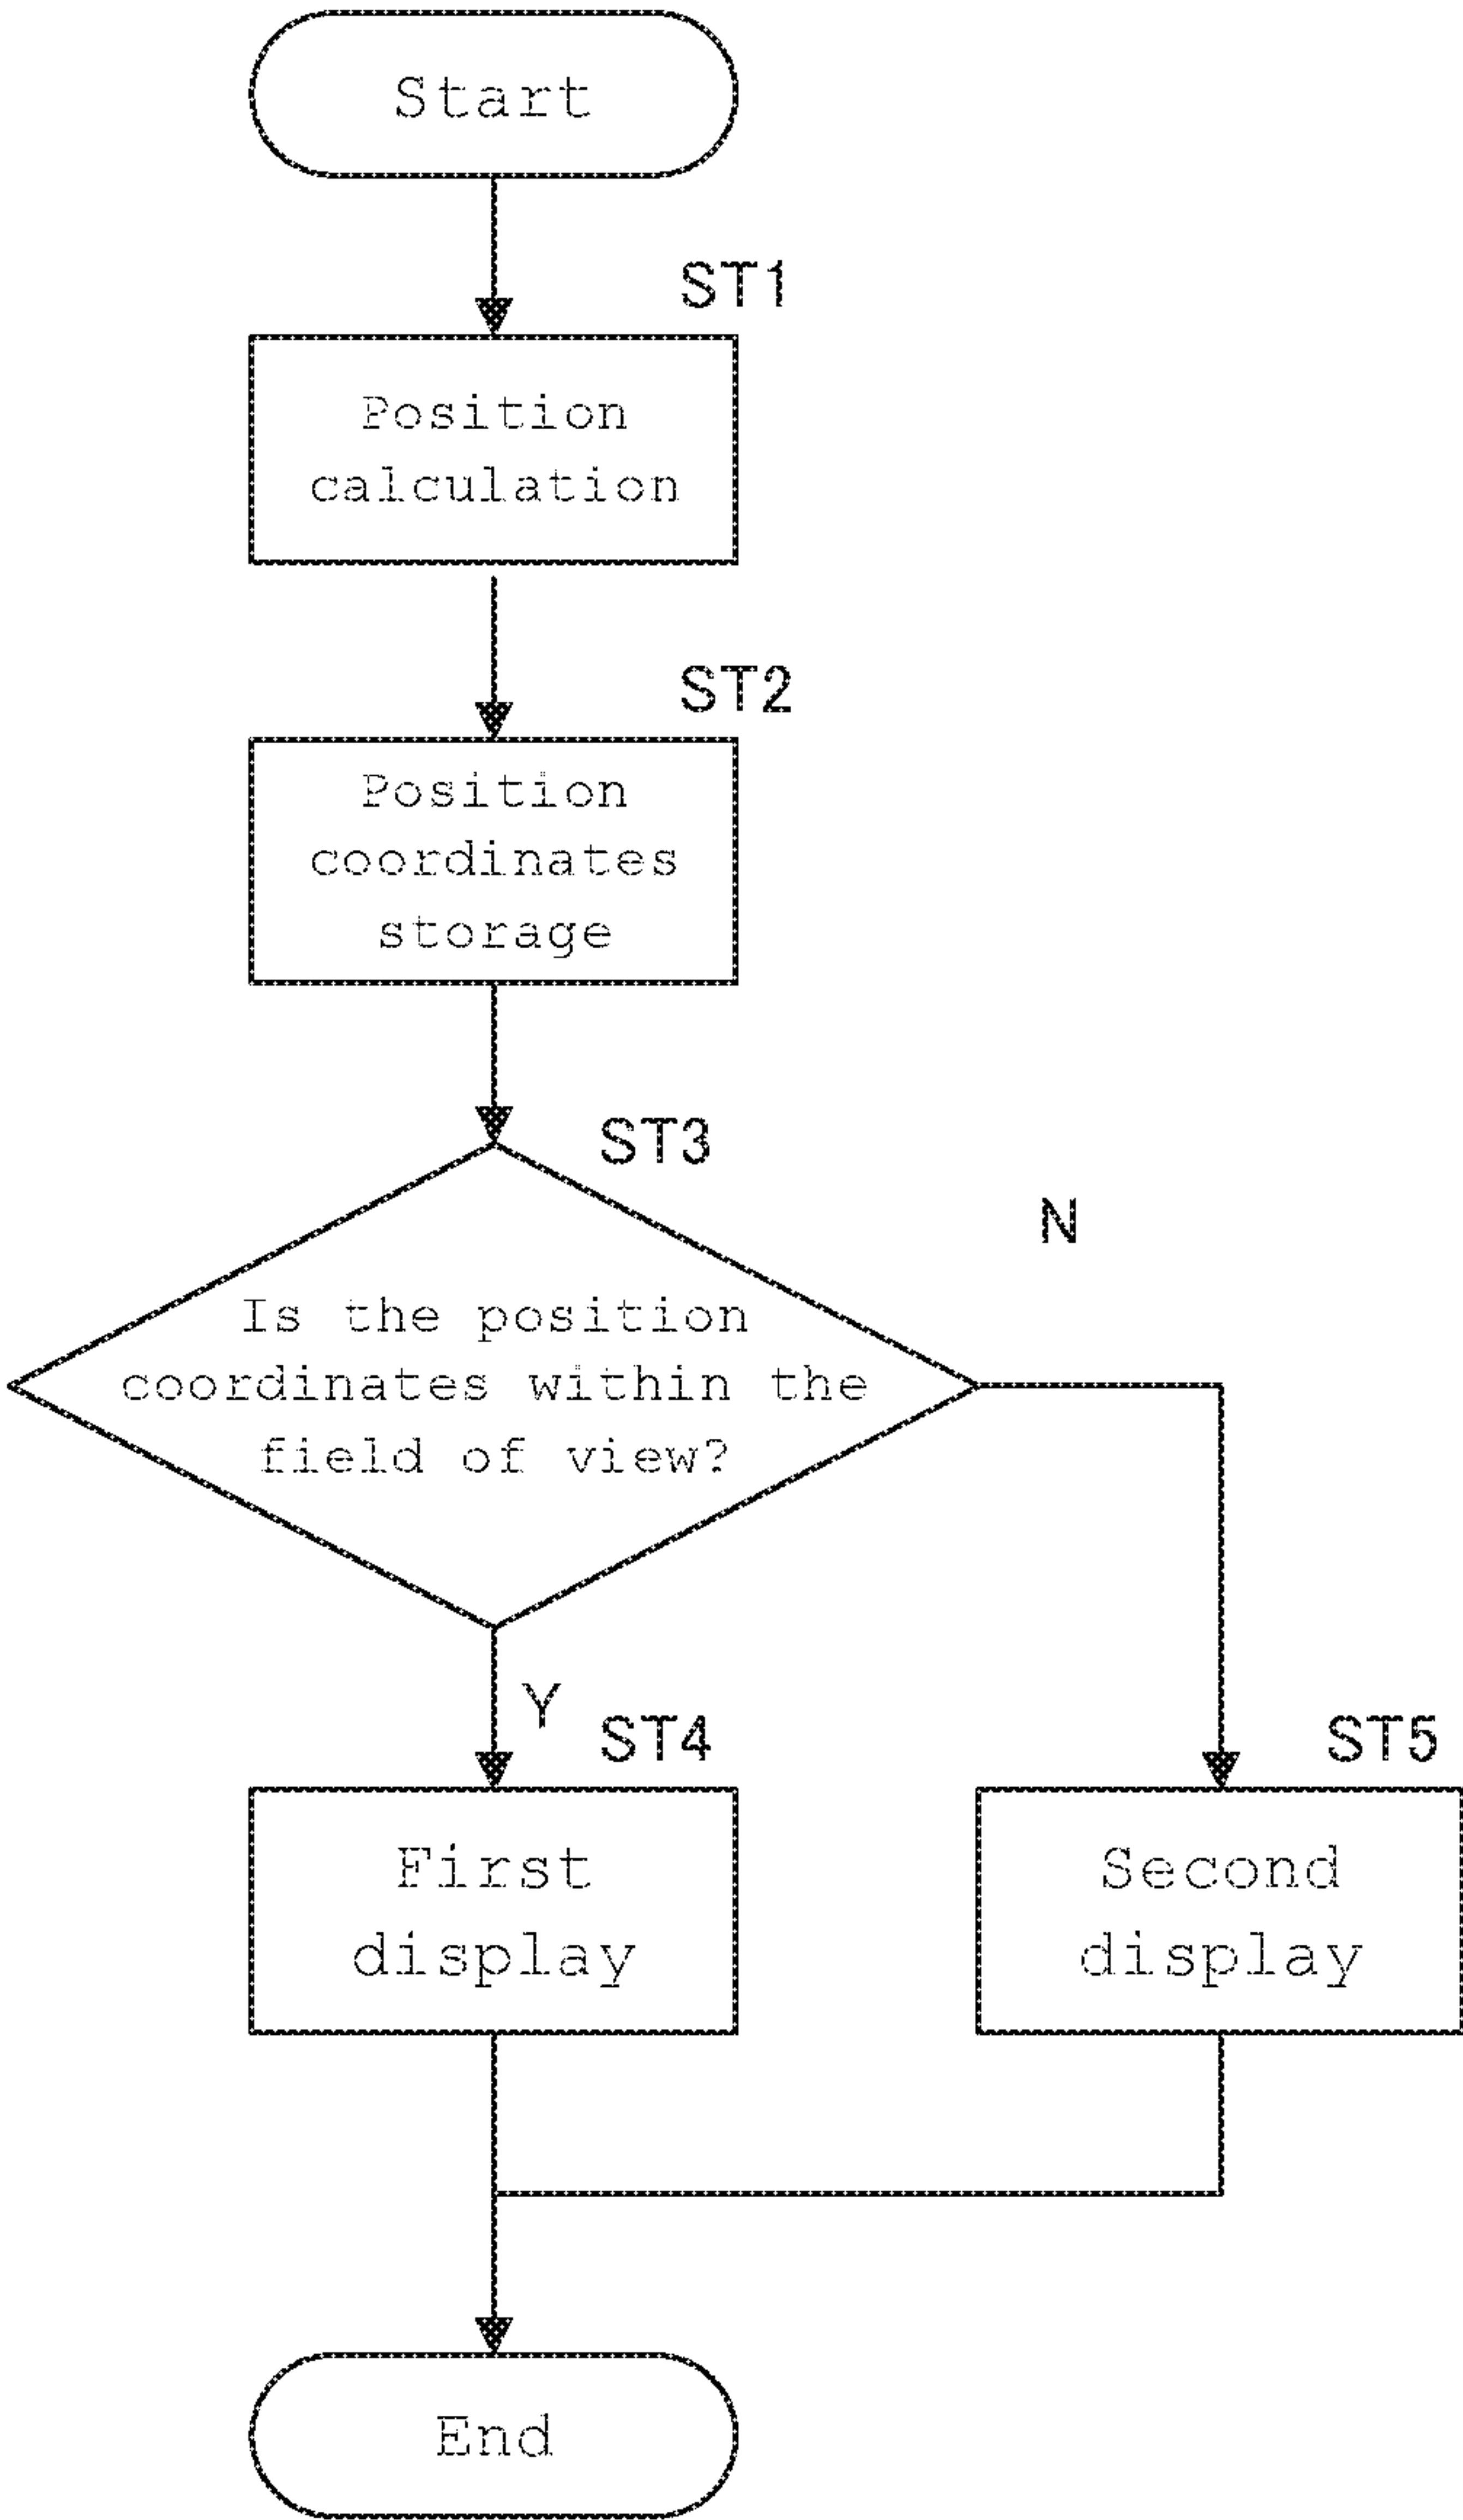 Start
ST1
Position
calculation
ST2
Position
coordinates
storage
ST3
N
Is the position
coordinates within the
field of view?
Y
ST4
ST5
First
display
Second
display
End